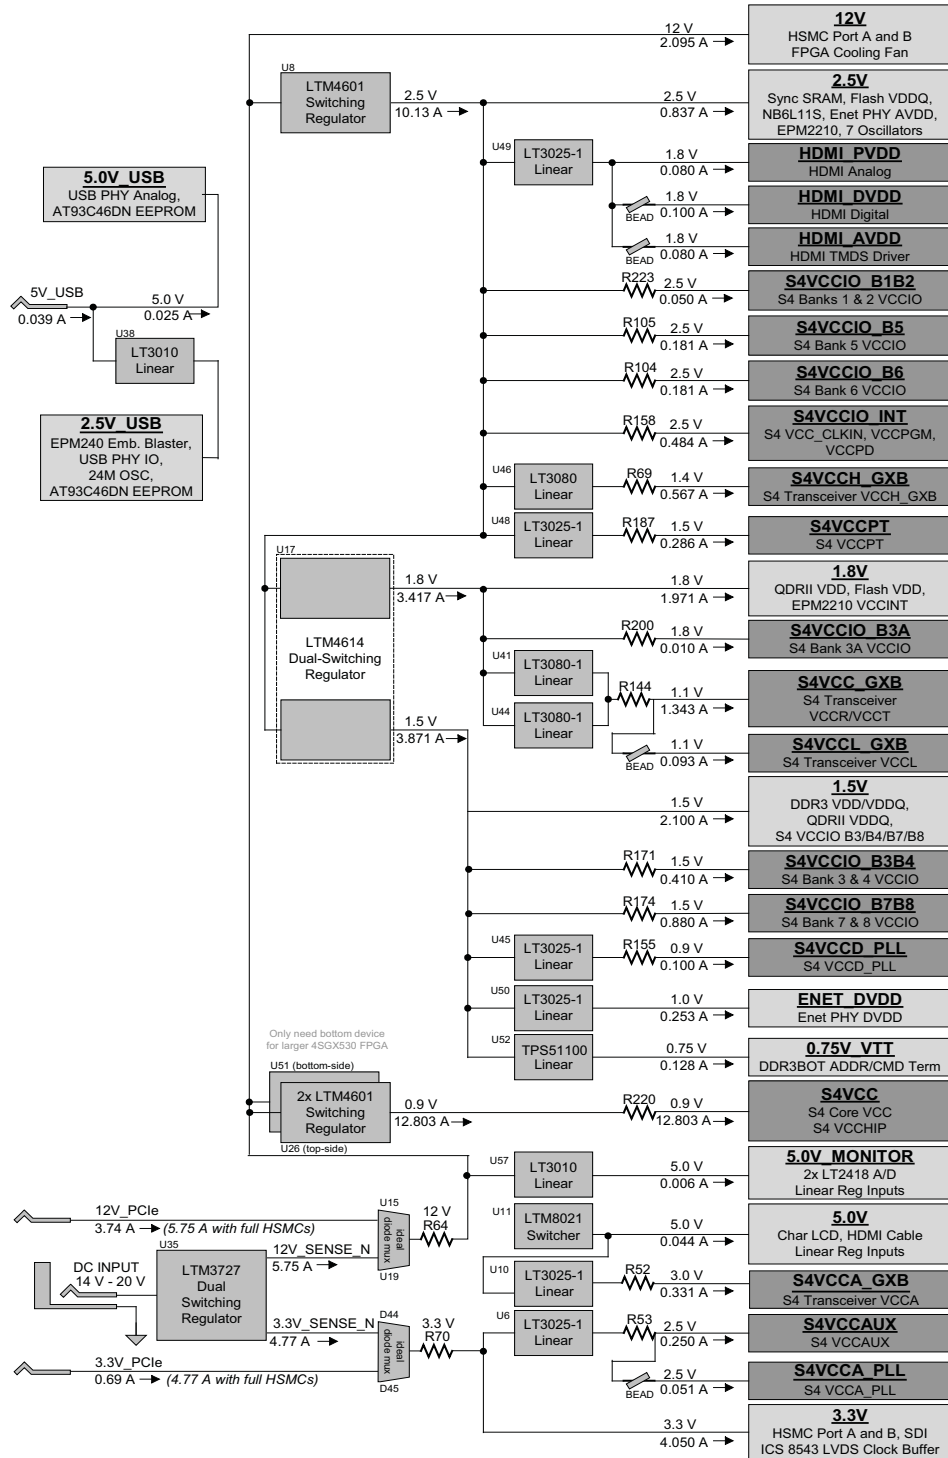 12 V
2.095 A
12V
HSMC Port A and B
FPGA Cooling Fan
U8
LTM4601
Switching
Regulator
2.5 V
10.13 A
2.5 V
0.837 A
2.5V
Sync SRAM, Flash VDDQ,
NB6L11S, Enet PHY AVDD,
EPM2210, 7 Oscillators
U49
LT3025-1
Linear
1.8 V
0.080 A
HDMI_PVDD
HDMI Analog
BEAD
1.8 V
0.100 A
HDMI_DVDD
HDMI Digital
BEAD
1.8 V
0.080 A
HDMI_AVDD
HDMI TMDS Driver
5.0V_USB
USB PHY Analog,
AT93C46DN EEPROM
5V_USB
0.039 A
5.0 V
0.025 A
U38
LT3010
Linear
2.5V_USB
EPM240 Emb. Blaster,
USB PHY IO,
24M OSC,
AT93C46DN EEPROM
R223
2.5 V
0.050 A
S4VCCIO_B1B2
S4 Banks 1 & 2 VCCIO
R105
2.5 V
0.181 A
S4VCCIO_B5
S4 Bank 5 VCCIO
R104
2.5 V
0.181 A
S4VCCIO_B6
S4 Bank 6 VCCIO
R158
2.5 V
0.484 A
S4VCCIO_INT
S4 VCC_CLKIN, VCCPGM,
VCCPD
U46
LT3080
Linear
R69
1.4 V
0.567 A
S4VCCH_GXB
S4 Transceiver VCCH_GXB
U48
LT3025-1
Linear
R187
1.5 V
0.286 A
S4VCCPT
S4 VCCPT
U17
LTM4614
Dual-Switching
Regulator
1.8 V
3.417 A
1.8 V
1.971 A
1.8V
QDRII VDD, Flash VDD,
EPM2210 VCCINT
R200
1.8 V
0.010 A
S4VCCIO_B3A
S4 Bank 3A VCCIO
U41
LT3080-1
Linear
U44
LT3080-1
Linear
R144
1.1 V
1.343 A
S4VCC_GXB
S4 Transceiver
VCCR/VCCT
BEAD
1.1 V
0.093 A
S4VCCL_GXB
S4 Transceiver VCCL
1.5 V
3.871 A
1.5 V
2.100 A
1.5V
DDR3 VDD/VDDQ,
QDRII VDDQ,
S4 VCCIO B3/B4/B7/B8
R171
1.5 V
0.410 A
S4VCCIO_B3B4
S4 Bank 3 & 4 VCCIO
R174
1.5 V
0.880 A
S4VCCIO_B7B8
S4 Bank 7 & 8 VCCIO
U45
LT3025-1
Linear
R155
0.9 V
0.100 A
S4VCCD_PLL
S4 VCCD_PLL
U50
LT3025-1
Linear
1.0 V
0.253 A
ENET_DVDD
Enet PHY DVDD
U52
TPS51100
Linear
0.75 V
0.128 A
0.75V_VTT
DDR3BOT ADDR/CMD Term
Only need bottom device
for larger 4SGX530 FPGA
U51 (bottom-side)
2x LTM4601
Switching
Regulator
U26 (top-side)
0.9 V
12.803 A
R220
0.9 V
12.803 A
S4VCC
S4 Core VCC
S4 VCCHIP
U57
LT3010
Linear
5.0 V
0.006 A
5.0V_MONITOR
2x LT2418 A/D
Linear Reg Inputs
12V_PCIe
3.74 A
(5.75 A with full HSMCs)
U15
ideal
diode mux
U19
12 V
R64
U11
LTM8021
Switcher
5.0 V
0.044 A
5.0V
Char LCD, HDMI Cable
Linear Reg Inputs
U35
LTM3727
Dual
Switching
Regulator
DC INPUT
14 V - 20 V
12V_SENSE_N
5.75 A
U10
LT3025-1
Linear
R52
3.0 V
0.331 A
S4VCCA_GXB
S4 Transceiver VCCA
3.3V_SENSE_N
4.77 A
D44
ideal
diode mux
D45
3.3 V
R70
U6
LT3025-1
Linear
R53
2.5 V
0.250 A
S4VCCAUX
S4 VCCAUX
3.3V_PCIe
0.69 A
(4.77 A with full HSMCs)
BEAD
2.5 V
0.051 A
S4VCCA_PLL
S4 VCCA_PLL
3.3 V
4.050 A
3.3V
HSMC Port A and B, SDI
ICS 8543 LVDS Clock Buffer